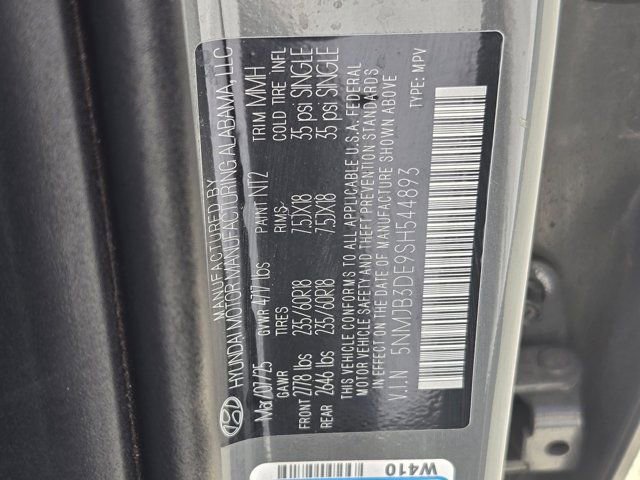 MANUFACTURED BY
HYUNDAI MOTOR MANUFACTURING ALABAMA, LLC
Mar/07/25 GVWR 4717 lbs PAINT NT2 TRIM MMH
GAWR TIRES RIMS COLD TIRE INFL
FRONT 2778 lbs 235/60R18 7.5JX18 35 psi SINGLE
REAR 2646 lbs 235/60R18 7.5JX18 35 psi SINGLE
THIS VEHICLE CONFORMS TO ALL APPLICABLE U.S.A. FEDERAL
MOTOR VEHICLE SAFETY AND THEFT PREVENTION STANDARDS
IN EFFECT ON THE DATE OF MANUFACTURE SHOWN ABOVE
V.I.N 5NMJB3DE9SH544893 TYPE: MPV
W410